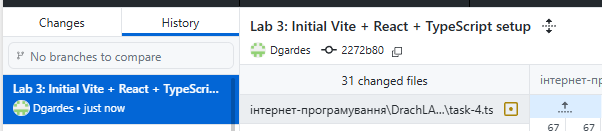 Changes
History
No branches to compare
Lab 3: Initial Vite + React + TypeScri...
Dgardes • just now
Lab 3: Initial Vite + React + TypeScript setup
Dgardes 2272b80
31 changed files
інтернет-програмування\DrachLA...\task-4.ts
інтернет-пр
67 67